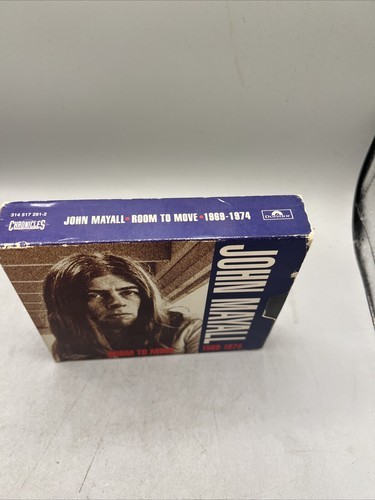 314 517 291-2
CHRONICLES
JOHN MAYALL • ROOM TO MOVE • 1969-1974
Polydor
JOHN MAYALL
ROOM TO MOVE
1969-1974